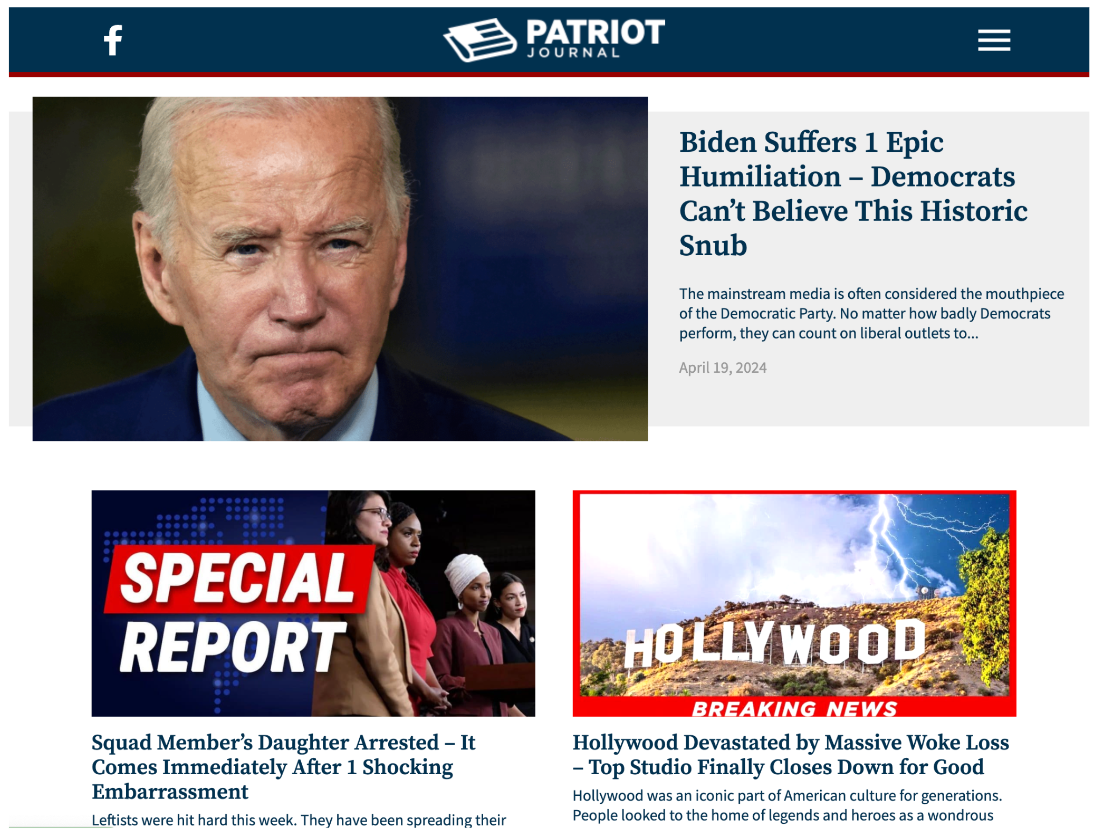 PATRIOT
JOURNAL
Biden Suffers 1 Epic
Humiliation – Democrats
Can’t Believe This Historic
Snub
The mainstream media is often considered the mouthpiece
of the Democratic Party. No matter how badly Democrats
perform, they can count on liberal outlets to...
April 19, 2024
SPECIAL
REPORT
Squad Member’s Daughter Arrested – It
Comes Immediately After 1 Shocking
Embarrassment
Leftists were hit hard this week. They have been spreading their
HOLLYWOOD
BREAKING NEWS
Hollywood Devastated by Massive Woke Loss
– Top Studio Finally Closes Down for Good
Hollywood was an iconic part of American culture for generations.
People looked to the home of legends and heroes as a wondrous